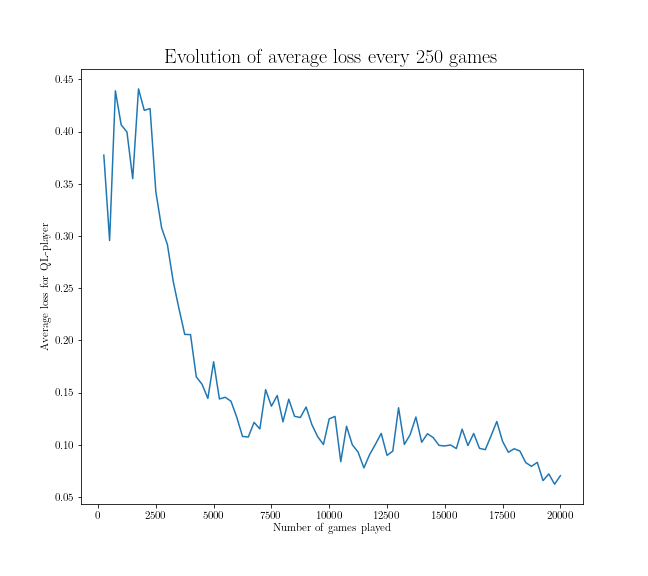 Evolution of average loss every 250 games
0.45
0.40
0.35
0.30
0.25
0.20
0.15
0.10
0.05
Average loss for QL-player
0 2500 5000 7500 10000 12500 15000 17500 20000
Number of games played